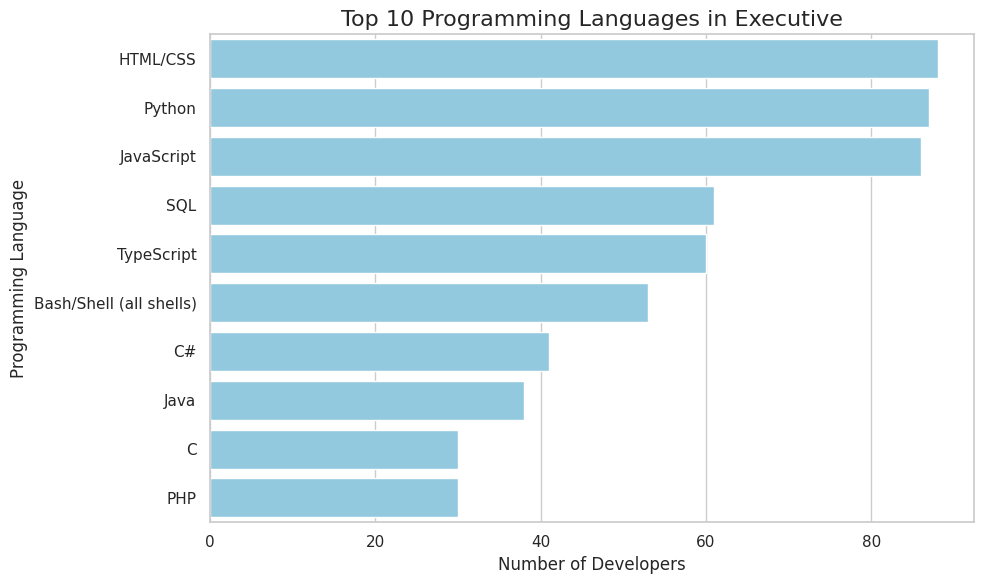 Top 10 Programming Languages in Executive
Programming Language
HTML/CSS
Python
JavaScript
SQL
TypeScript
Bash/Shell (all shells)
C#
Java
C
PHP
0 20 40 60 80
Number of Developers